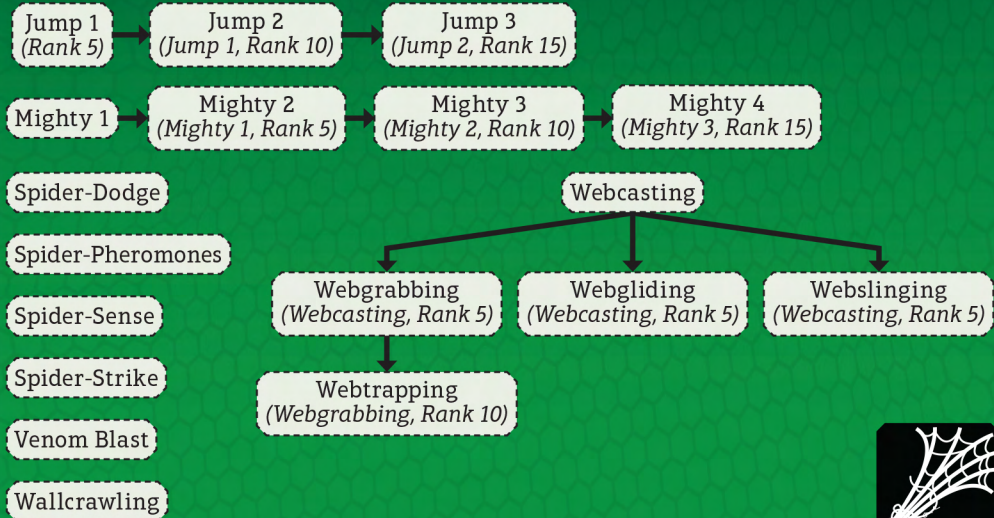 Jump 1
(Rank 5)
Jump 2
(Jump 1, Rank 10)
Jump 3
(Jump 2, Rank 15)
Mighty 1
Mighty 2
(Mighty 1, Rank 5)
Mighty 3
(Mighty 2, Rank 10)
Mighty 4
(Mighty 3, Rank 15)
Spider-Dodge
Spider-Pheromones
Spider-Sense
Spider-Strike
Venom Blast
Wallcrawling
Webcasting
Webgrabbing
(Webcasting, Rank 5)
Webgliding
(Webcasting, Rank 5)
Webslinging
(Webcasting, Rank 5)
Webtrapping
(Webgrabbing, Rank 10)